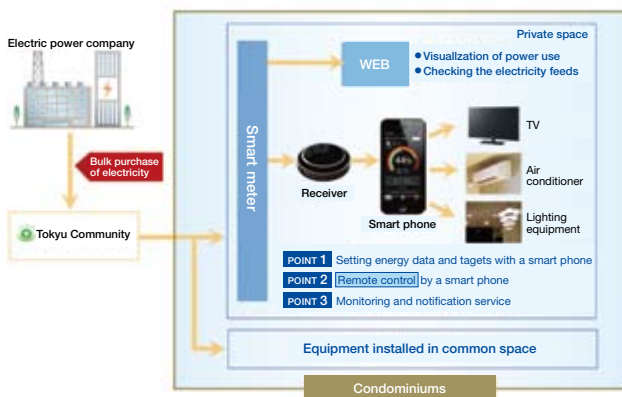 Electric power company
Bulk purchase
of electricity
Tokyu Community
Private space
Smart meter
WEB
●Visuallzation of power use
●Checking the electricity feeds
Receiver
Smart phone
TV
Air
conditioner
Lighting
equipment
POINT 1 Setting energy data and tagets with a smart phone
POINT 2 Remote control by a smart phone
POINT 3 Monitoring and notification service
Equipment installed in common space
Condominiums